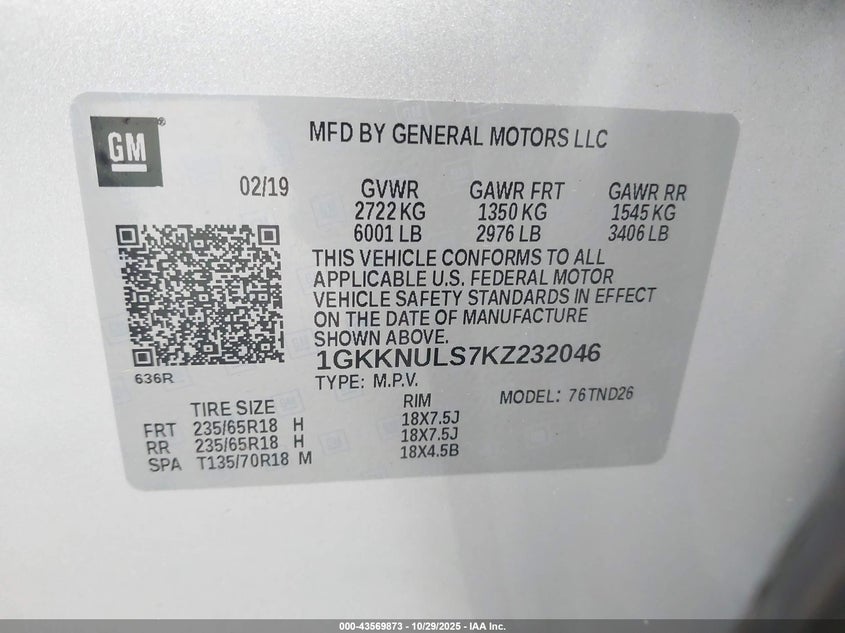 GM®
MFD BY GENERAL MOTORS LLC
02/19
GVWR GAWR FRT GAWR RR
2722 KG 1350 KG 1545 KG
6001 LB 2976 LB 3406 LB
THIS VEHICLE CONFORMS TO ALL
APPLICABLE U.S. FEDERAL MOTOR
VEHICLE SAFETY STANDARDS IN EFFECT
ON THE DATE OF MANUFACTURE
SHOWN ABOVE.
1GKKNULS7KZ232046
636R
TYPE: M.P.V.
MODEL: 76TND26
TIRE SIZE RIM
FRT 235/65R18 H 18X7.5J
RR 235/65R18 H 18X7.5J
SPA T135/70R18 M 18X4.5B
000-43569873 | 10/29/2025 - IAA Inc.